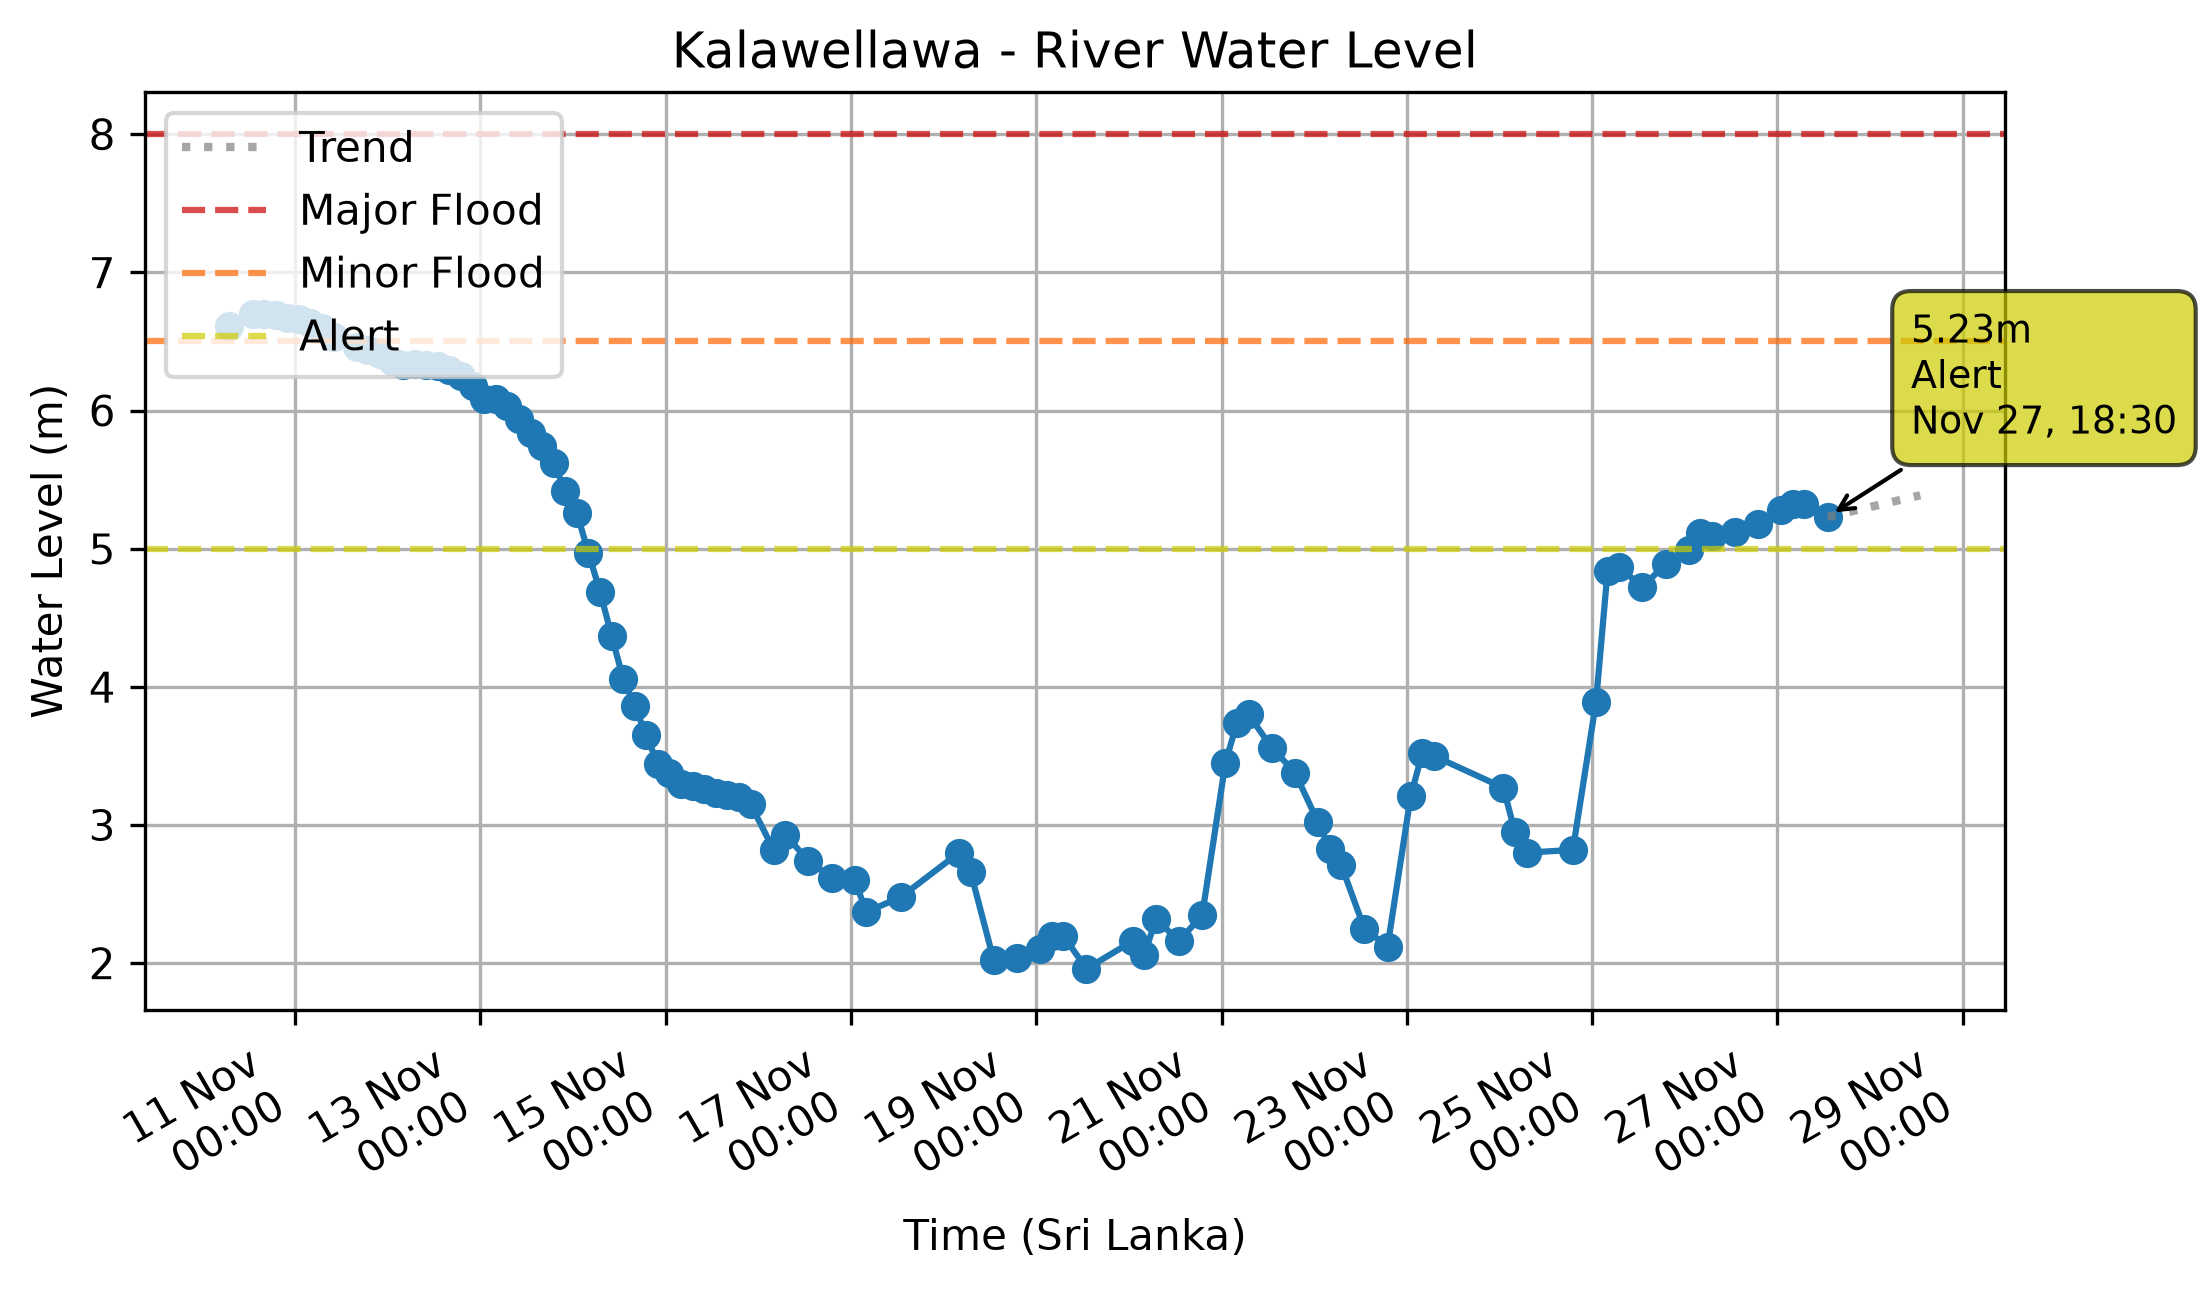 Kalawellawa - River Water Level
Trend
Major Flood
Minor Flood
Alert
8
7
6
5
4
3
2
Water Level (m)
5.23m
Alert
Nov 27, 18:30
11 Nov
00:00
13 Nov
00:00
15 Nov
00:00
17 Nov
00:00
19 Nov
00:00
21 Nov
00:00
23 Nov
00:00
25 Nov
00:00
27 Nov
00:00
29 Nov
00:00
Time (Sri Lanka)